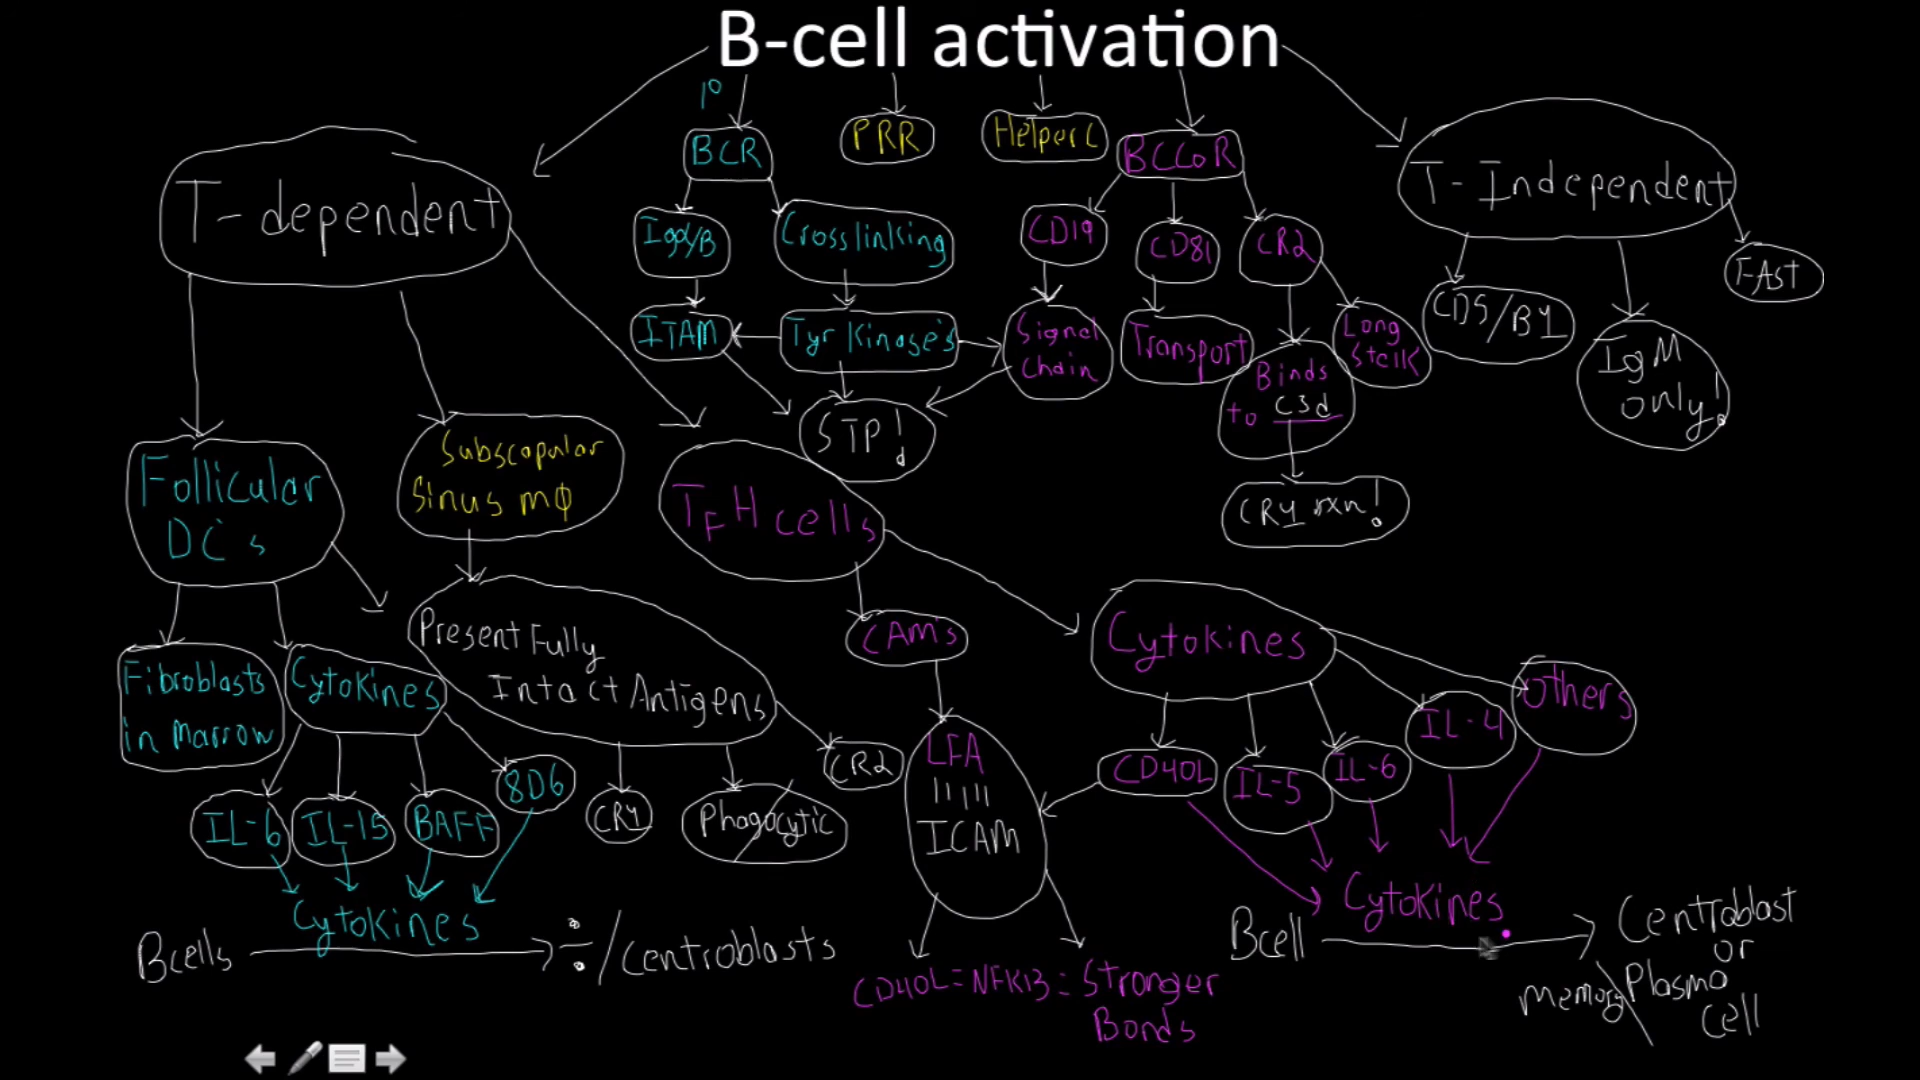 B-cell activation
1°
BCR
PRR
Helper C
BCCoR
T-dependent
T-Independent
Igα/B
Crosslinking
CD19
CD81
CR2
FAst
ITAM
Tyr Kinase's
Signal
Chain
Transport
Long
Stalk
CD5/B1
Binds
to C3d
IgM
only!
STP!
CR4 rxn!
Follicular
DC's
Subscapular
Sinus mΦ
TFH cells
Fibroblasts
in Marrow
Cytokines
Present Fully
Intact Antigens
CAM's
Cytokines
IL-6
IL-15
BAFF
8D6
CR4
Phagocytic
CR2
LFA
ICAM
CD40L
IL-5
IL-6
IL-4
Others
Cytokines
Bcells
÷/centroblasts
CD40L = NFKB = Stronger
Bonds
Cytokines
Bcell
Centroblast
or
memory\Plasma
Cell